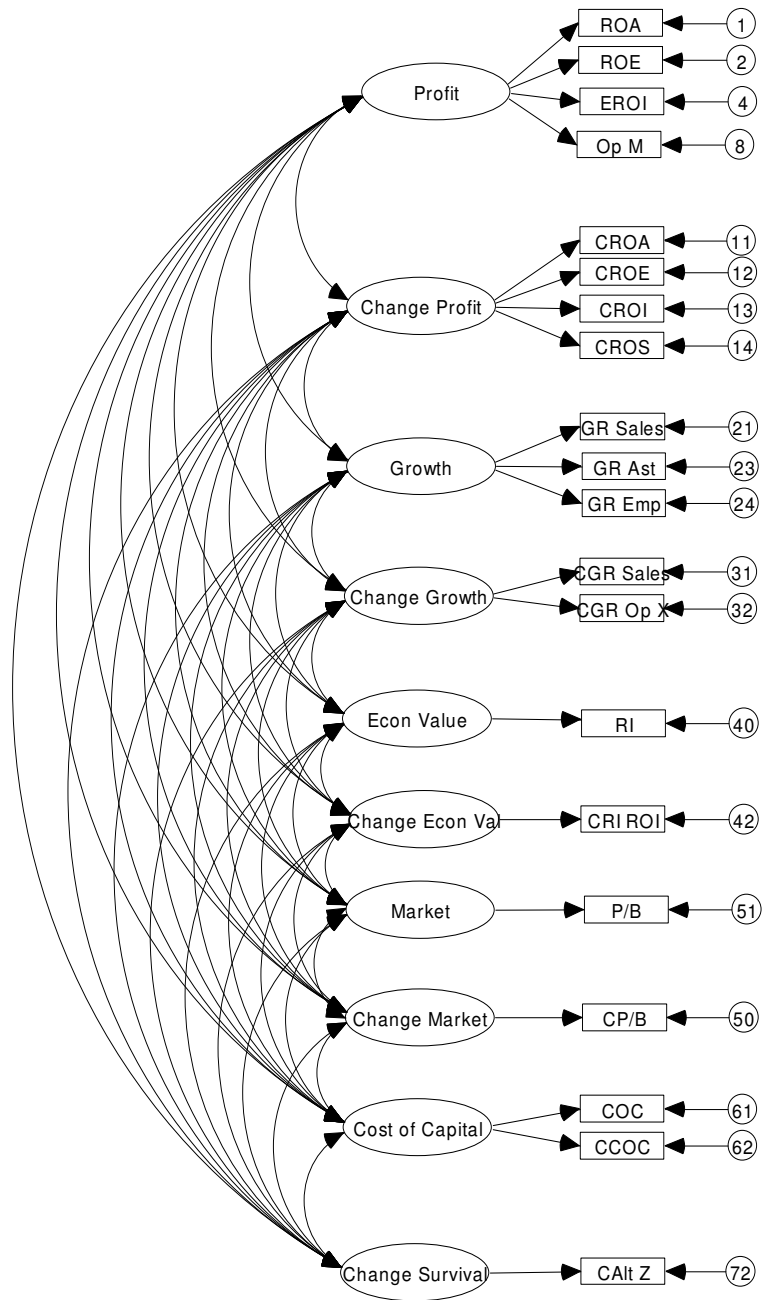 ROA 1
ROE 2
Profit
EROI 4
Op M 8
CROA 11
CROE 12
Change Profit
CROI 13
CROS 14
GR Sales 21
Growth
GR Ast 23
GR Emp 24
CGR Sales 31
Change Growth
CGR Op X 32
Econ Value RI 40
Change Econ Val CRI ROI 42
Market P/B 51
Change Market CP/B 50
COC 61
Cost of Capital
CCOC 62
Change Survival CAlt Z 72